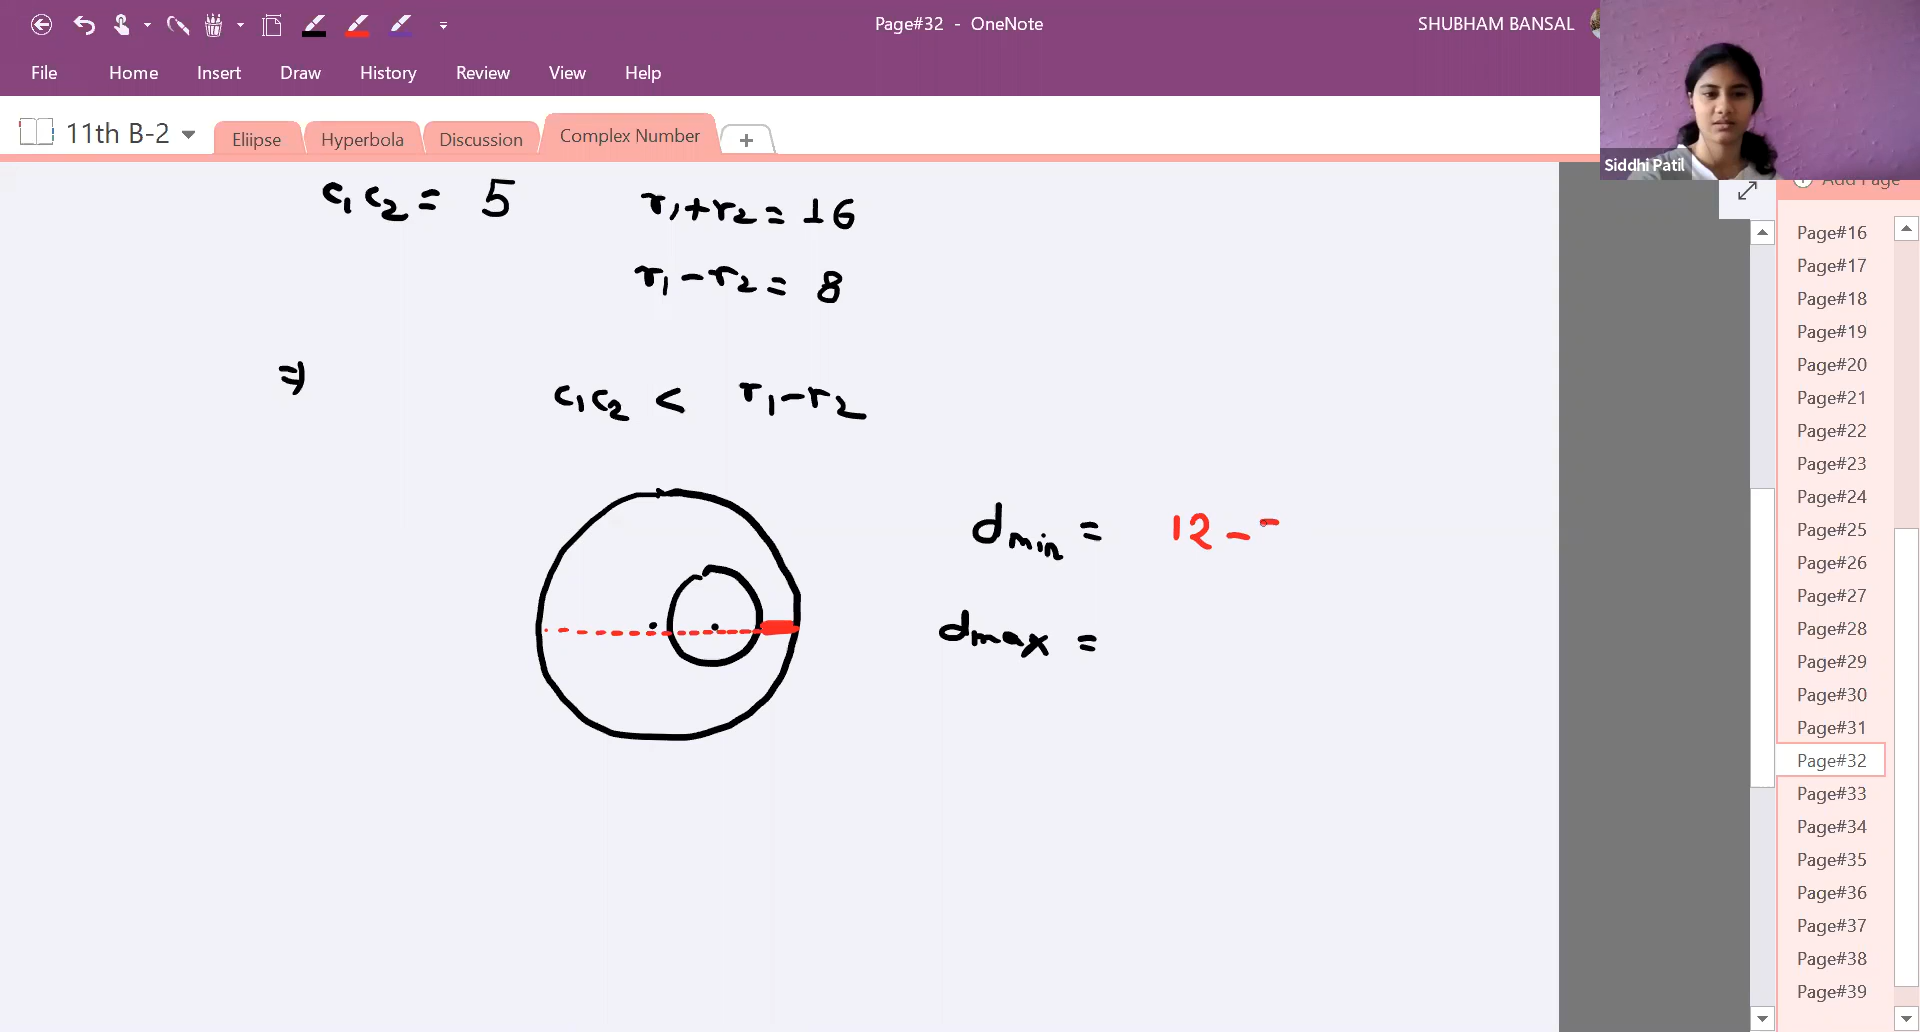 Page#32 - OneNote
SHUBHAM BANSAL
File Home Insert Draw History Review View Help
Siddhi Patil
11th B-2
Eliipse Hyperbola Discussion Complex Number +
Add Page
c₁c₂ = 5
r₁+r₂ = 16
r₁-r₂ = 8
⇒ c₁c₂ < r₁-r₂
dmin = 12 -
dmax =
Page#16
Page#17
Page#18
Page#19
Page#20
Page#21
Page#22
Page#23
Page#24
Page#25
Page#26
Page#27
Page#28
Page#29
Page#30
Page#31
Page#32
Page#33
Page#34
Page#35
Page#36
Page#37
Page#38
Page#39